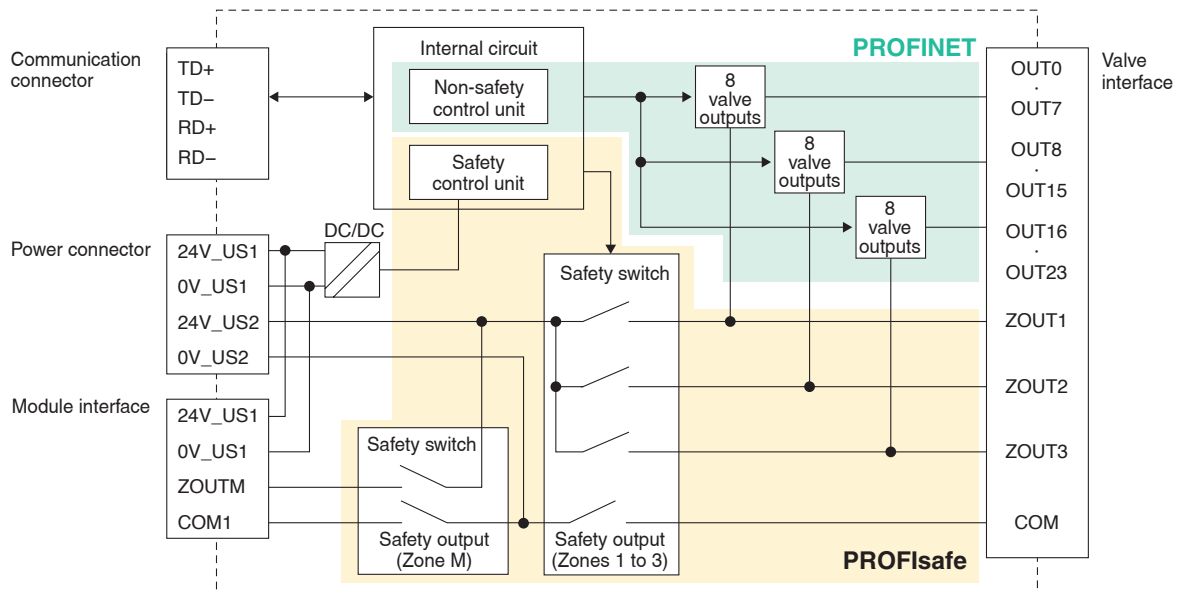 Communication
connector
TD+
TD−
RD+
RD−
Internal circuit
Non-safety
control unit
Safety
control unit
PROFINET
8
valve
outputs
8
valve
outputs
8
valve
outputs
Valve
interface
OUT0
.
OUT7
OUT8
.
OUT15
OUT16
.
OUT23
ZOUT1
ZOUT2
ZOUT3
COM
Power connector
24V_US1
0V_US1
24V_US2
0V_US2
DC/DC
Module interface
24V_US1
0V_US1
ZOUTM
COM1
Safety switch
Safety output
(Zone M)
Safety switch
Safety output
(Zones 1 to 3)
PROFIsafe